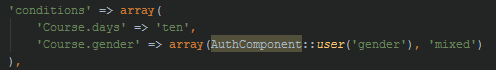 'conditions' => array(
'Course.days' => 'ten',
'Course.gender' => array(AuthComponent::user('gender'), 'mixed')
),